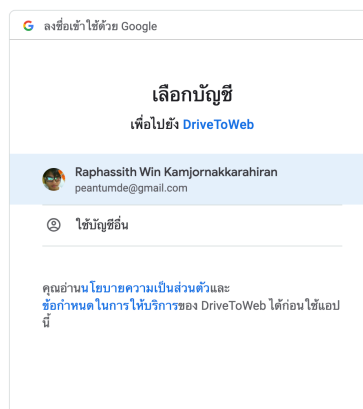 ลงชื่อเข้าใช้ด้วย Google
เลือกบัญชี
เพื่อไปยัง DriveToWeb
Raphassith Win Kamjornakkarahiran
peantumde@gmail.com
ใช้บัญชีอื่น
คุณอ่านนโยบายความเป็นส่วนตัวและ
ข้อกำหนดในการให้บริการของ DriveToWeb ได้ก่อนใช้แอป
นี้